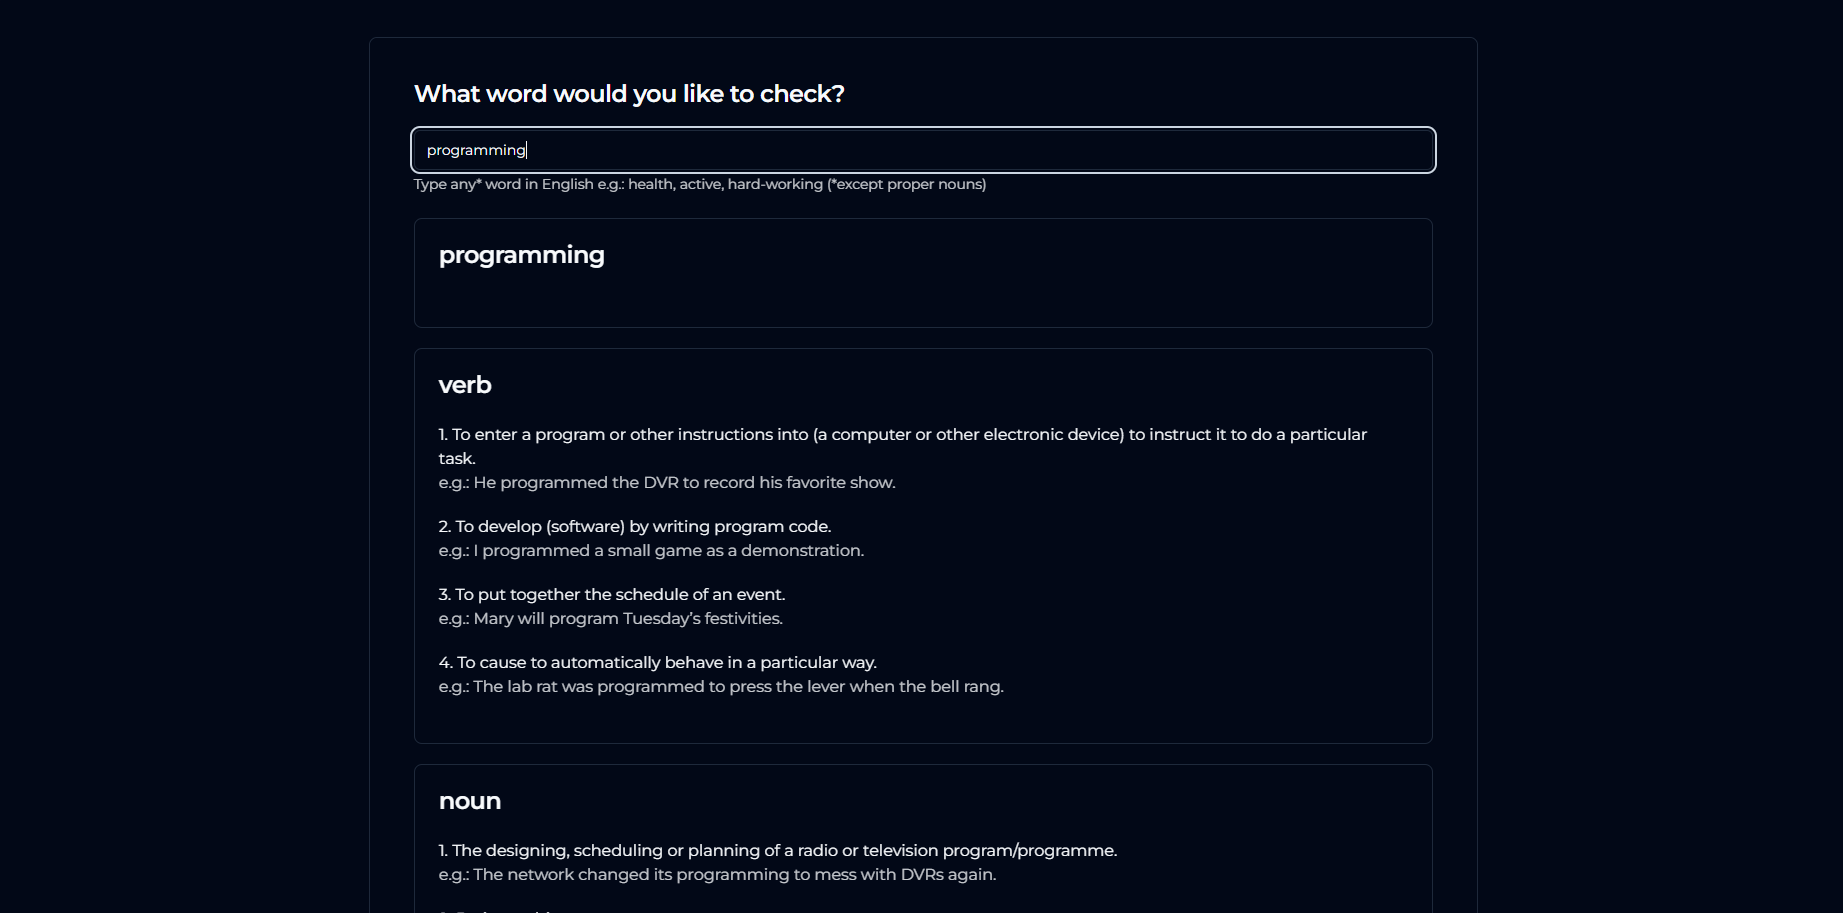 What word would you like to check?
programming
Type any* word in English e.g.: health, active, hard-working (*except proper nouns)
programming
verb
1. To enter a program or other instructions into (a computer or other electronic device) to instruct it to do a particular
task.
e.g.: He programmed the DVR to record his favorite show.
2. To develop (software) by writing program code.
e.g.: I programmed a small game as a demonstration.
3. To put together the schedule of an event.
e.g.: Mary will program Tuesday’s festivities.
4. To cause to automatically behave in a particular way.
e.g.: The lab rat was programmed to press the lever when the bell rang.
noun
1. The designing, scheduling or planning of a radio or television program/programme.
e.g.: The network changed its programming to mess with DVRs again.